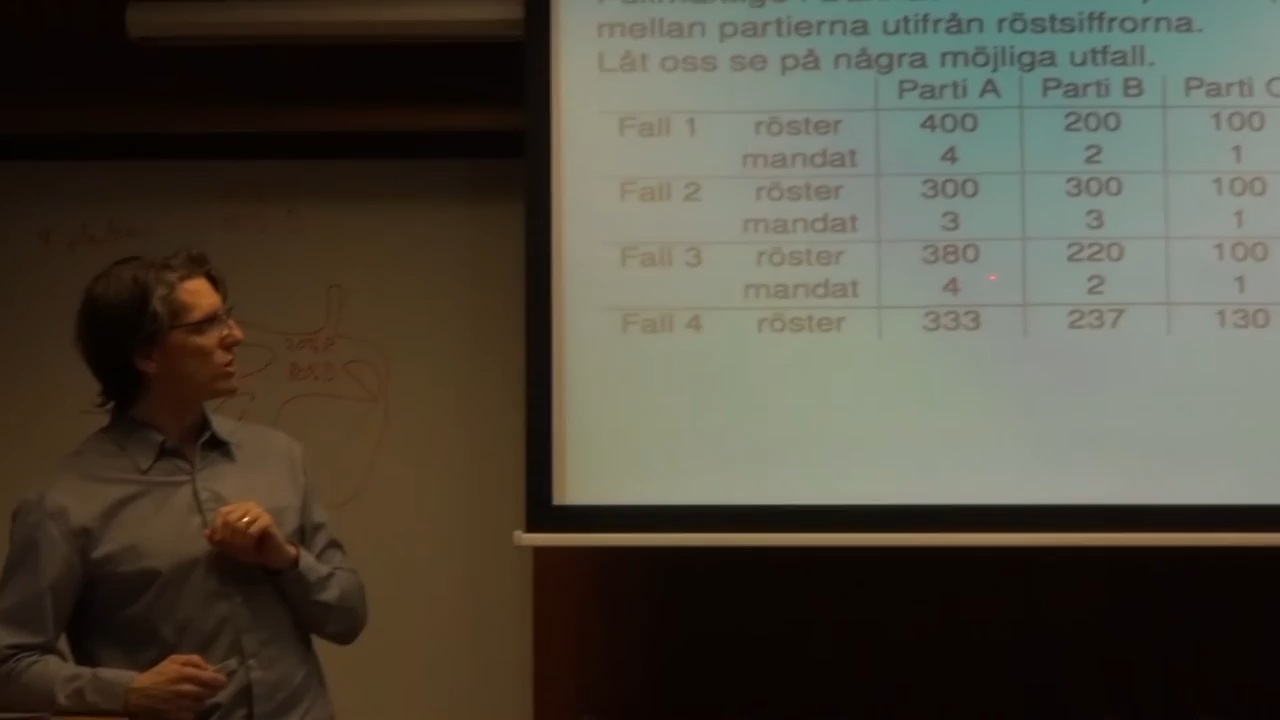 mellan partierna utifrån röstsiffrorna.
Låt oss se på några möjliga utfall.
Parti A Parti B Parti
Fall 1 röster 400 200 100
mandat 4 2 1
Fall 2 röster 300 300 100
mandat 3 3 1
Fall 3 röster 380 220 100
mandat 4 2 1
Fall 4 röster 333 237 130